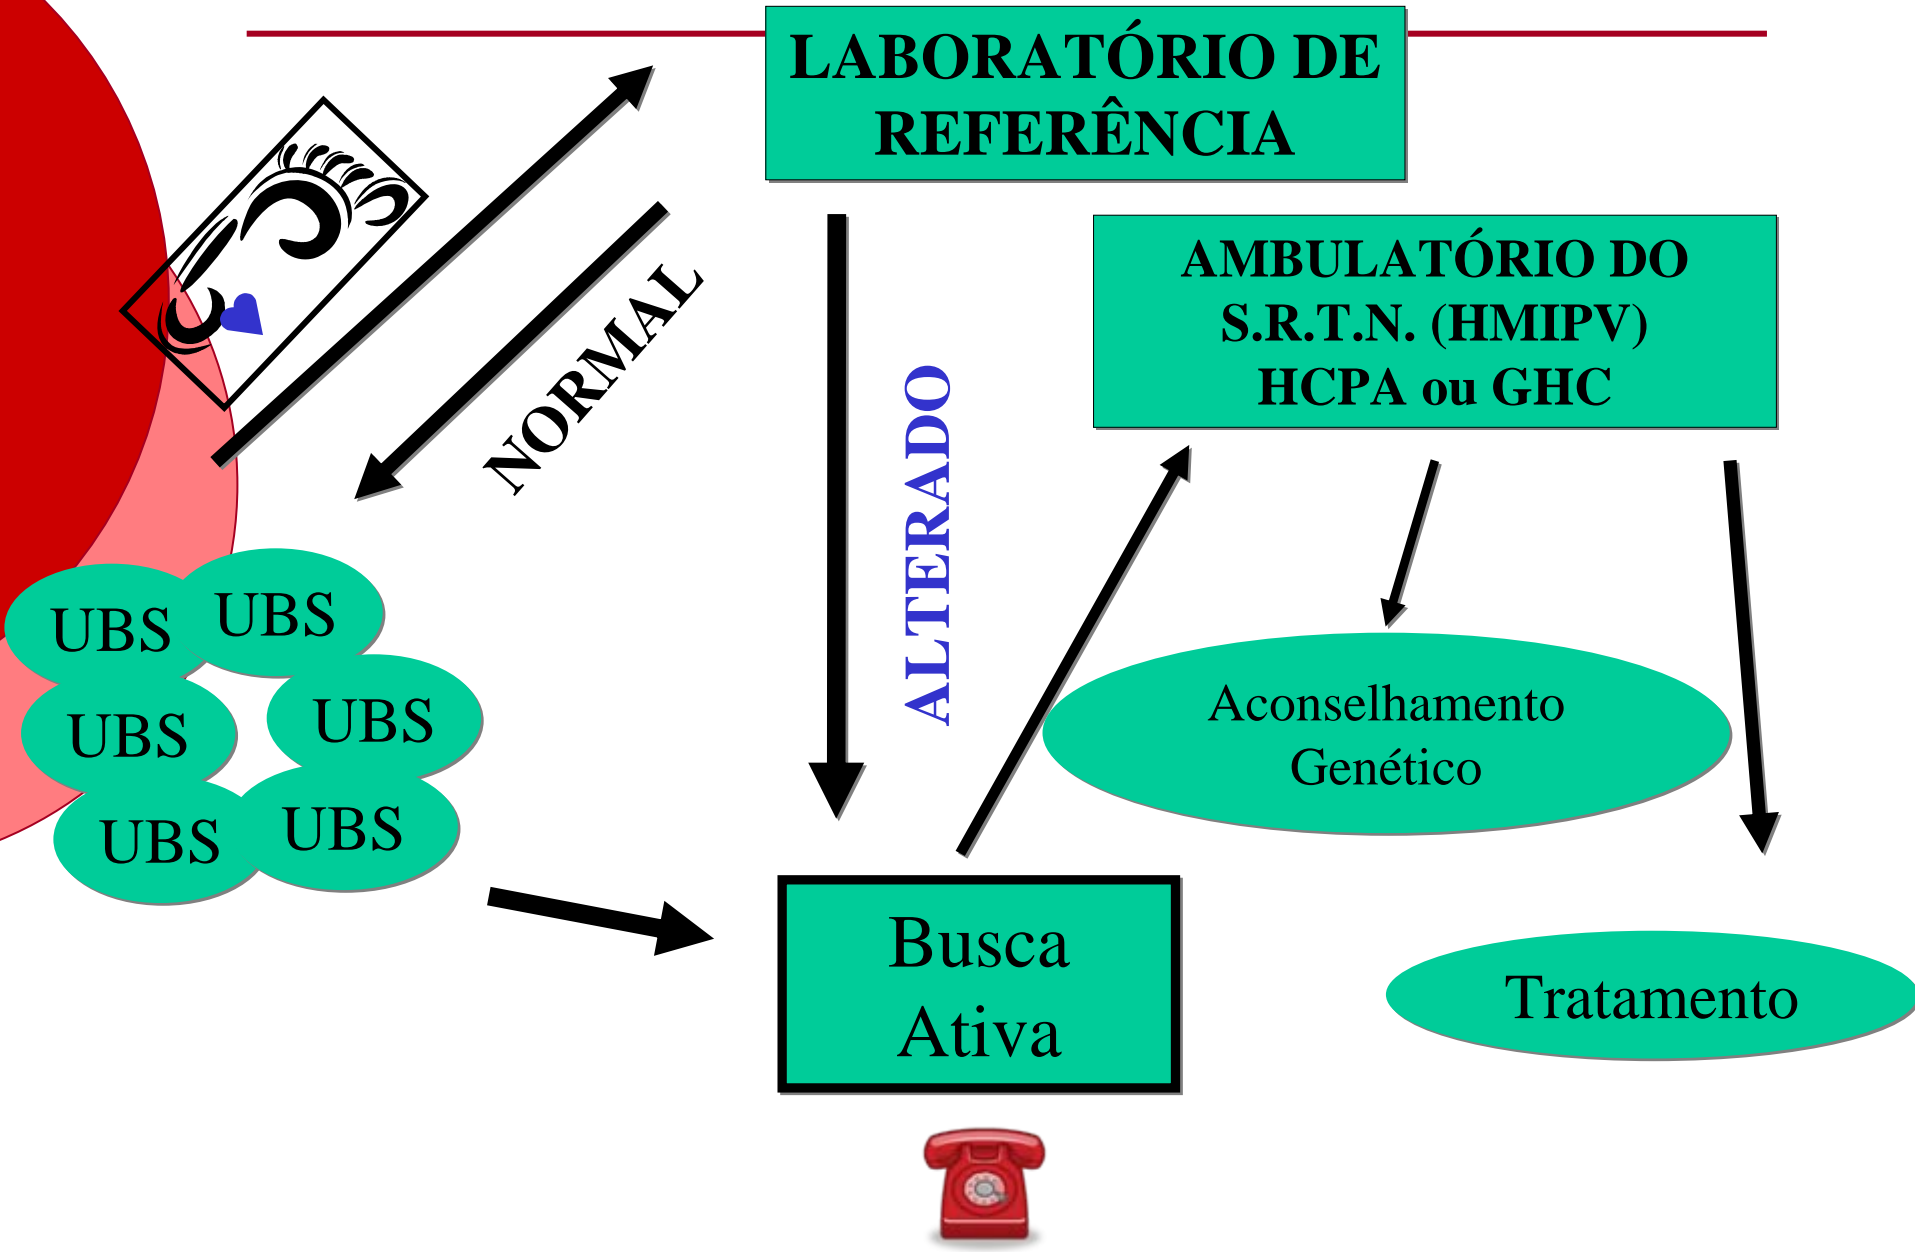 LABORATÓRIO DE
REFERÊNCIA
AMBULATÓRIO DO
S.R.T.N. (HMIPV)
HCPA ou GHC
NORMAL
ALTERADO
UBS
UBS
UBS
UBS
UBS
UBS
Aconselhamento
Genético
Busca
Ativa
Tratamento